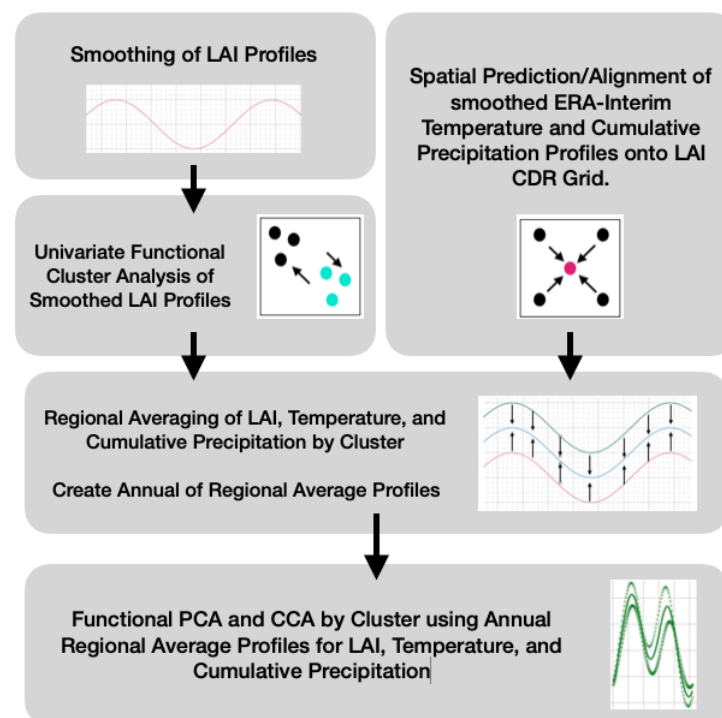 Smoothing of LAI Profiles
Spatial Prediction/Alignment of
smoothed ERA-Interim
Temperature and Cumulative
Precipitation Profiles onto LAI
CDR Grid.
Univariate Functional
Cluster Analysis of
Smoothed LAI Profiles
Regional Averaging of LAI, Temperature, and
Cumulative Precipitation by Cluster
Create Annual of Regional Average Profiles
Functional PCA and CCA by Cluster using Annual
Regional Average Profiles for LAI, Temperature, and
Cumulative Precipitation